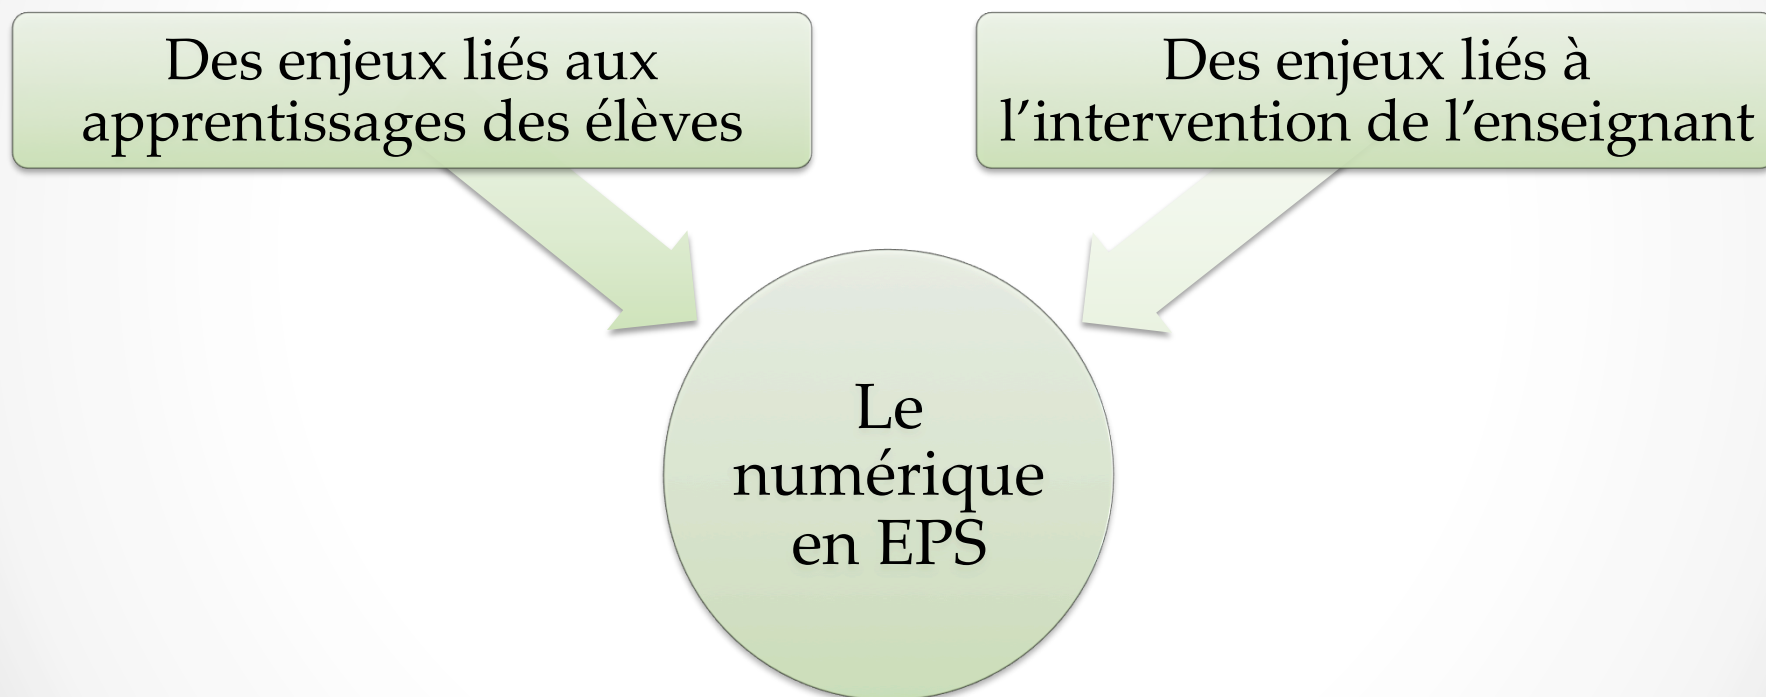 Des enjeux liés aux
apprentissages des élèves
Des enjeux liés à
l’intervention de l’enseignant
Le
numérique
en EPS